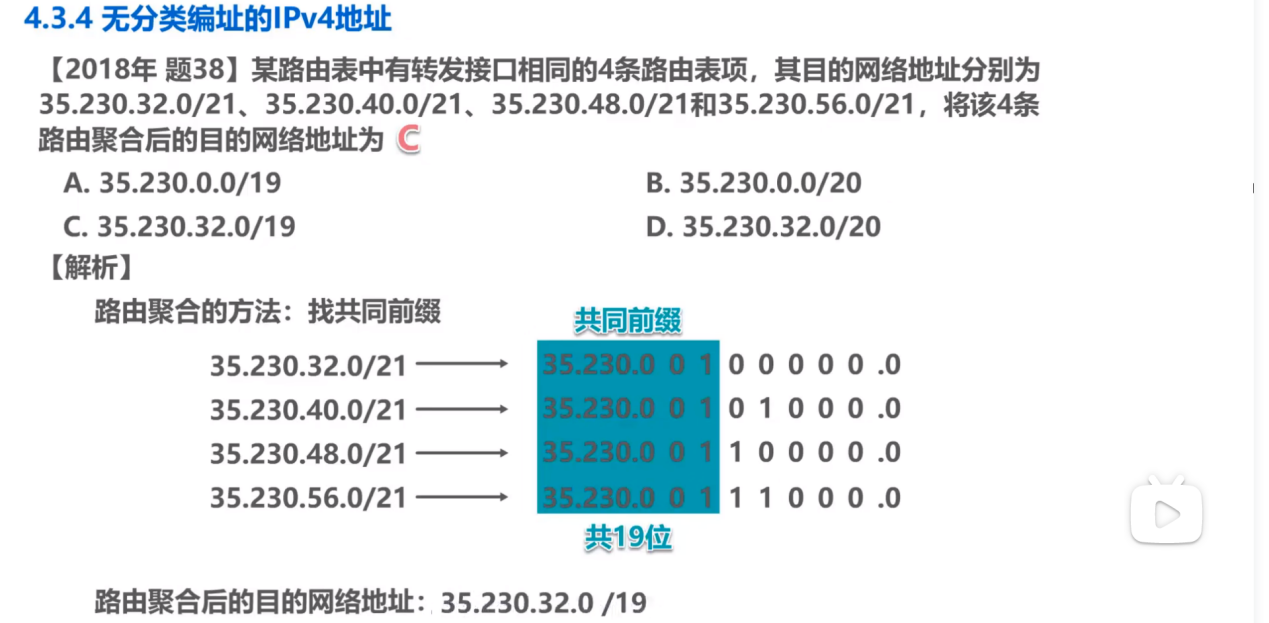 4.3.4 无分类编址的IPv4地址
【2018年 题38】某路由表中有转发接口相同的4条路由表项，其目的网络地址分别为
35.230.32.0/21、35.230.40.0/21、35.230.48.0/21和35.230.56.0/21，将该4条
路由聚合后的目的网络地址为 C
A. 35.230.0.0/19 B. 35.230.0.0/20
C. 35.230.32.0/19 D. 35.230.32.0/20
【解析】
路由聚合的方法：找共同前缀
共同前缀
35.230.32.0/21 35.230.0 0 1 0 0 0 0 0 .0
35.230.40.0/21 35.230.0 0 1 0 1 0 0 0 .0
35.230.48.0/21 35.230.0 0 1 1 0 0 0 0 .0
35.230.56.0/21 35.230.0 0 1 1 1 0 0 0 .0
共19位
路由聚合后的目的网络地址：35.230.32.0 /19